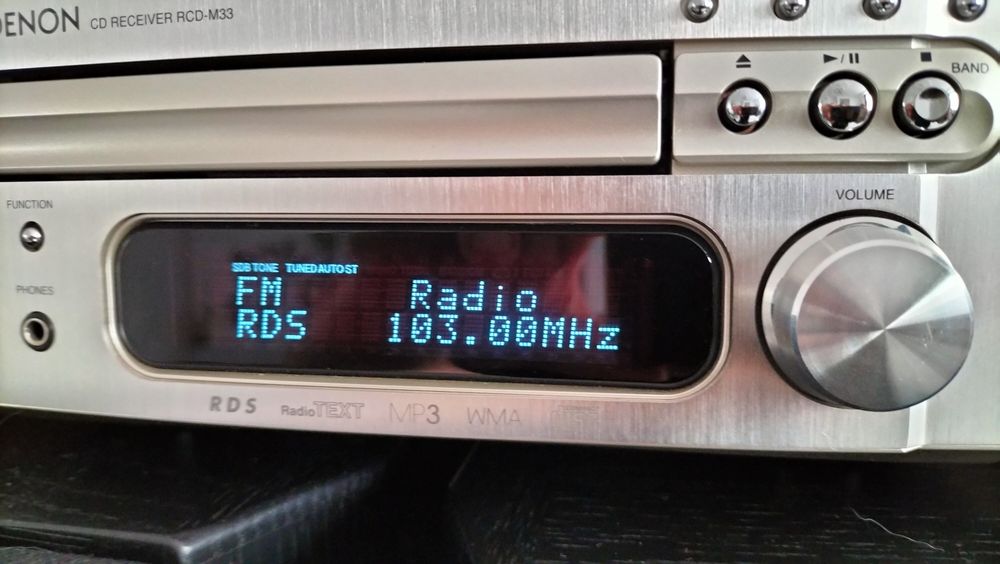 DENON CD RECEIVER RCD-M33
BAND
FUNCTION
VOLUME
PHONES
SDB TONE TUNED AUTO ST
FM Radio
RDS 103.00MHz
RDS RadioTEXT MP3 WMA